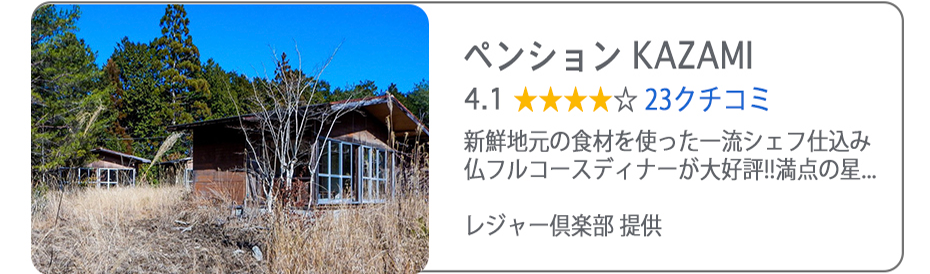 ペンション KAZAMI
4.1 ★★★★☆ 23クチコミ
新鮮地元の食材を使った一流シェフ仕込み
仏フルコースディナーが大好評!!満点の星...
レジャー倶楽部 提供